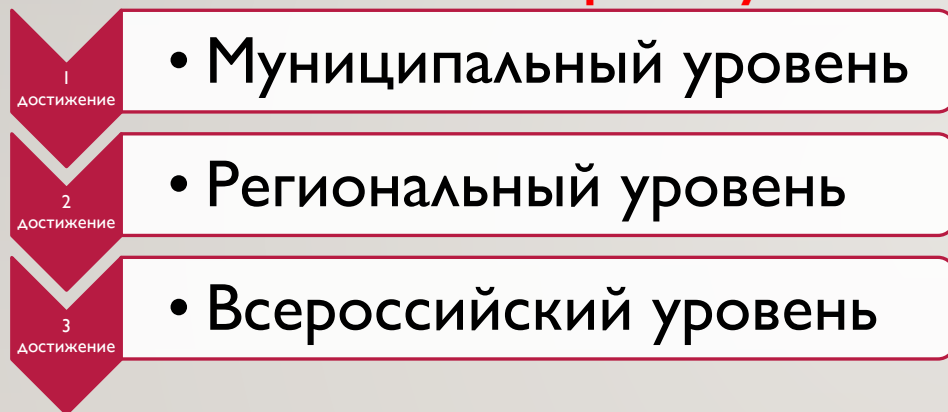 1
достижение
• Муниципальный уровень
2
достижение
• Региональный уровень
3
достижение
• Всероссийский уровень